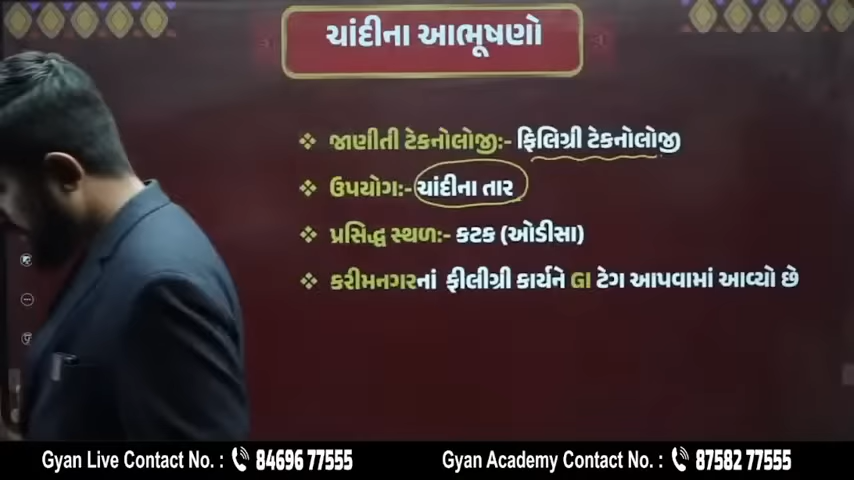 ચાંદીના આભૂષણો
❖ જાણીતી ટેકનોલોજી:- ફિલિગ્રી ટેકનોલોજી
❖ ઉપયોગ:- ચાંદીના તાર
❖ પ્રસિદ્ધ સ્થળ:- કટક (ઓડીસા)
❖ કરીમનગરનાં ફીલીગ્રી કાર્યને GI ટેગ આપવામાં આવ્યો છે
Gyan Live Contact No. : 84696 77555 Gyan Academy Contact No. : 87582 77555